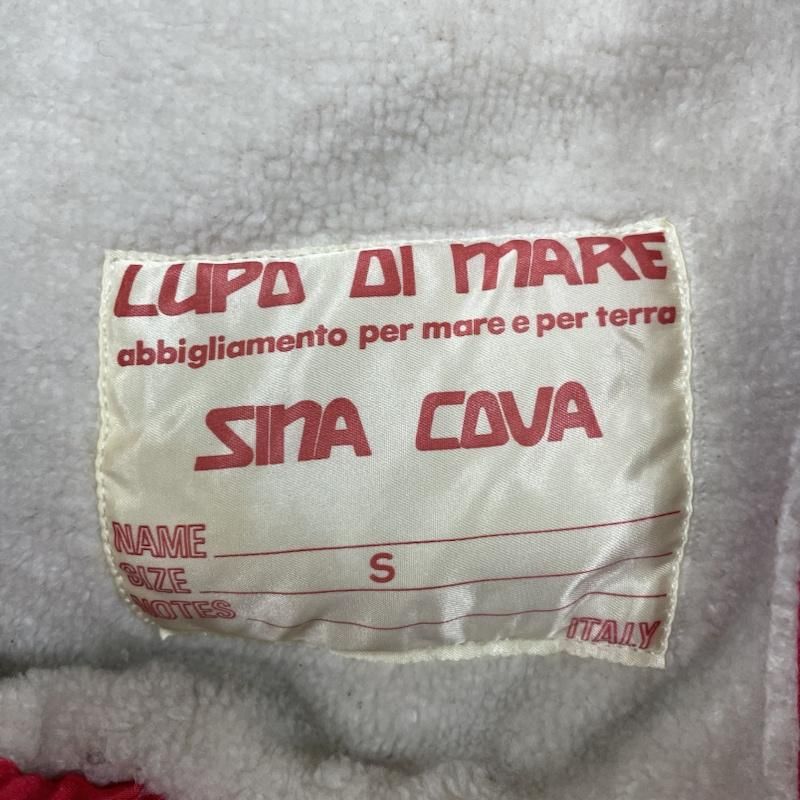 LUPO DI MARE
abbigliamento per mare e per terra
SINA COVA
NAME
SIZE S
NOTES
ITALY